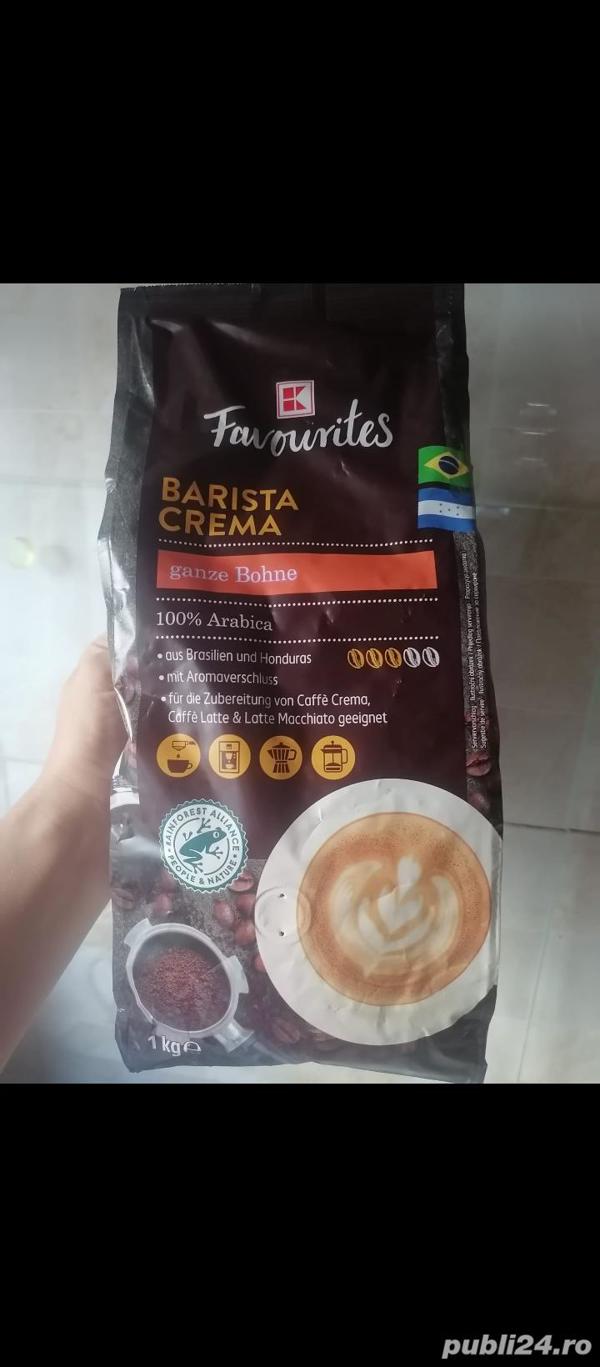 K
Favourites
BARISTA
CREMA
ganze Bohne
100% Arabica
• aus Brasilien und Honduras
• mit Aromaverschluss
• für die Zubereitung von Caffè Crema,
Caffè Latte & Latte Macchiato geeignet
RAINFOREST ALLIANCE
• PEOPLE & NATURE •
1 kg e
publi24.ro